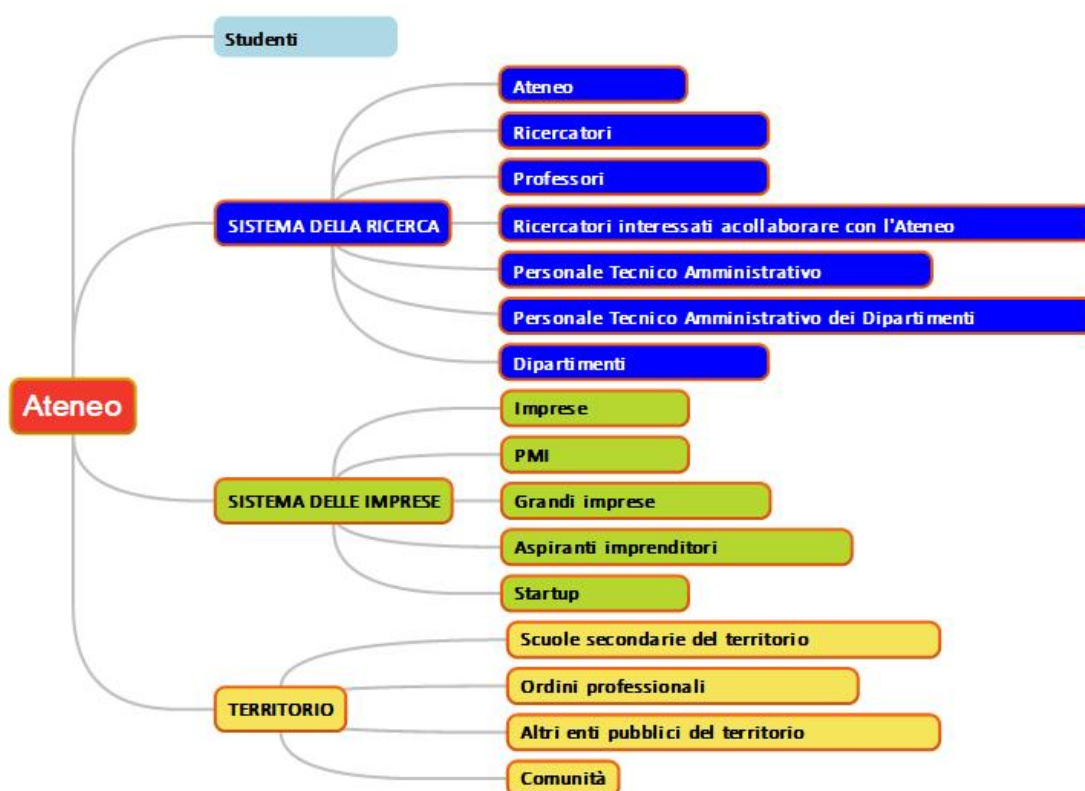 Studenti
Ateneo
Ricercatori
Professori
SISTEMA DELLA RICERCA
Ricercatori interessati acollaborare con l'Ateneo
Personale Tecnico Amministrativo
Personale Tecnico Amministrativo dei Dipartimenti
Dipartimenti
Ateneo
Imprese
PMI
SISTEMA DELLE IMPRESE
Grandi imprese
Aspiranti imprenditori
Startup
Scuole secondarie del territorio
Ordini professionali
TERRITORIO
Altri enti pubblici del territorio
Comunità